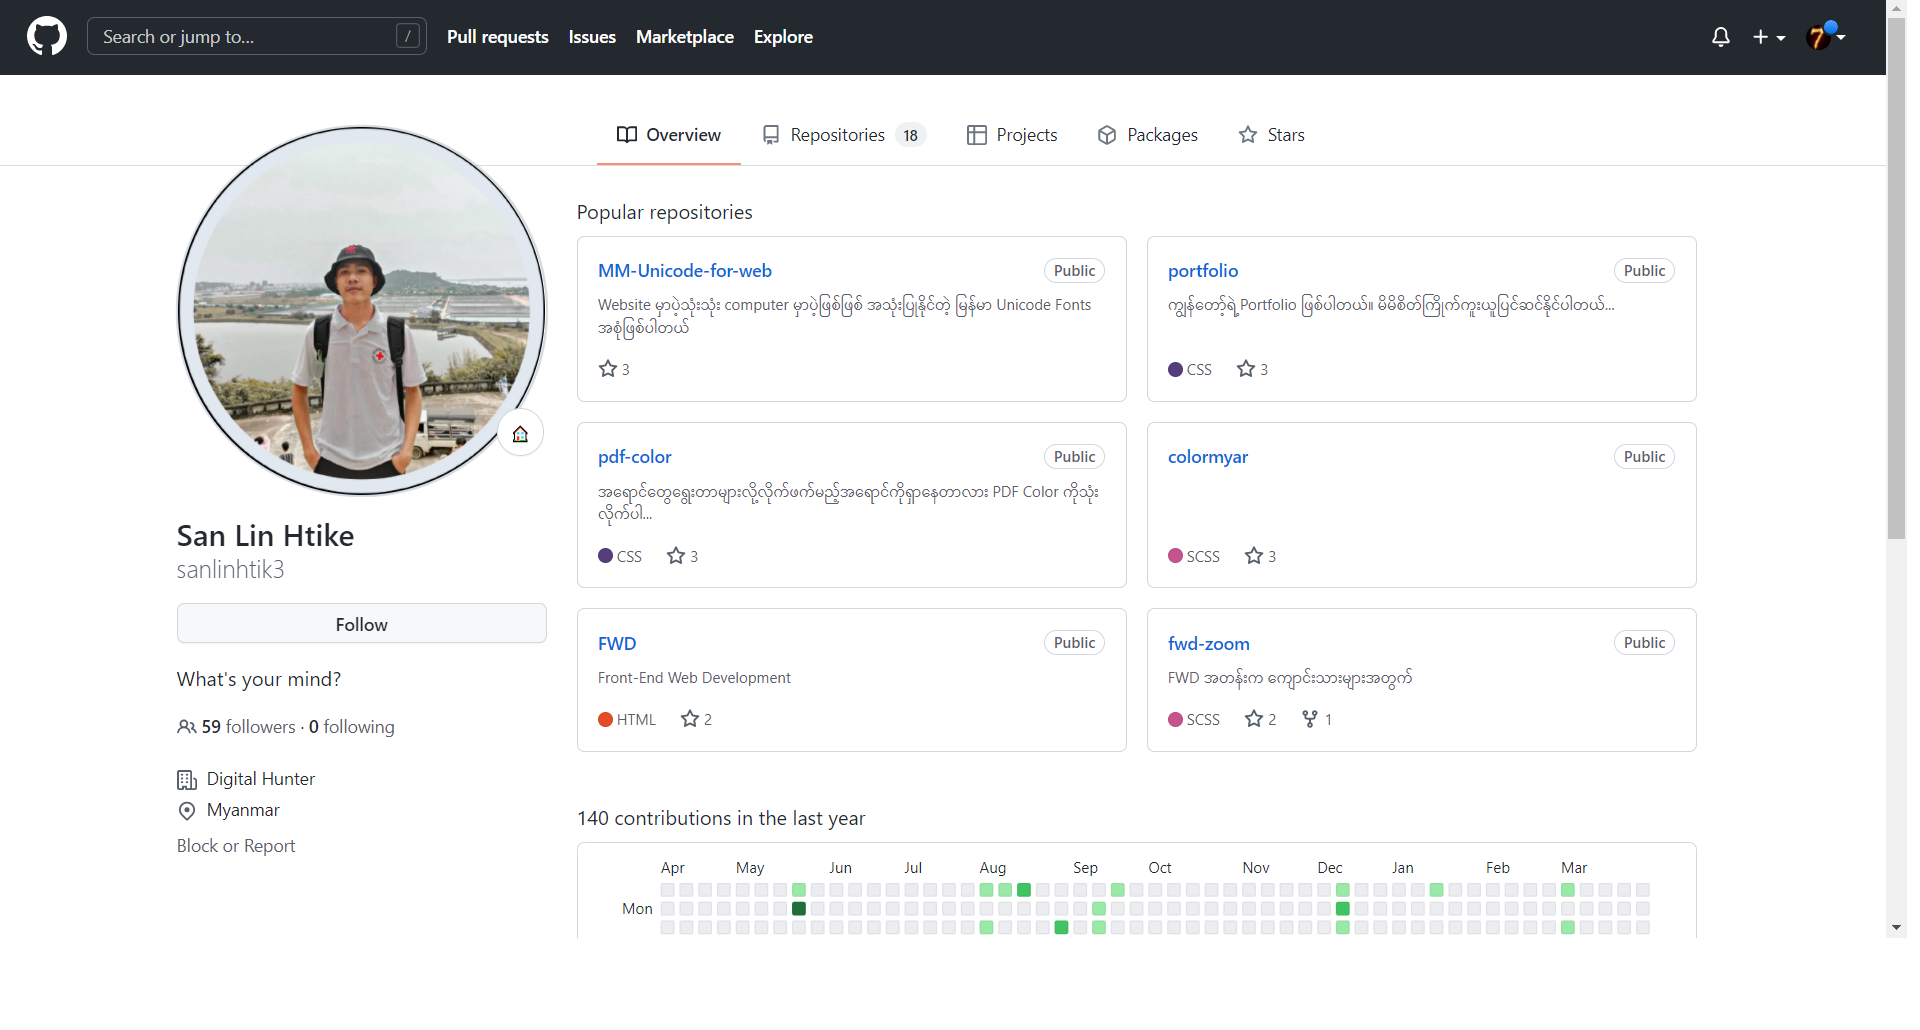 Search or jump to... /
Pull requests
Issues
Marketplace
Explore
Overview
Repositories 18
Projects
Packages
Stars
San Lin Htike
sanlinhtik3
Follow
What's your mind?
59 followers · 0 following
Digital Hunter
Myanmar
Block or Report
Popular repositories
MM-Unicode-for-web Public
Website မှာပဲ့သုံးသုံး computer မှာပဲ့ဖြစ်ဖြစ် အသုံးပြုနိုင်တဲ့ မြန်မာ Unicode Fonts
အစုံဖြစ်ပါတယ်
3
portfolio Public
ကျွန်တော့်ရဲ့ Portfolio ဖြစ်ပါတယ်။ မိမိစိတ်ကြိုက်ကူးယူပြင်ဆင်နိုင်ပါတယ်...
CSS 3
pdf-color Public
အရောင်တွေရွေးတာများလို့လိုက်ဖက်မည့်အရောင်ကိုရှာနေတာလား PDF Color ကိုသုံး
လိုက်ပါ...
CSS 3
colormyar Public
SCSS 3
FWD Public
Front-End Web Development
HTML 2
fwd-zoom Public
FWD အတန်းက ကျောင်းသားများအတွက်
SCSS 2 1
140 contributions in the last year
Apr May Jun Jul Aug Sep Oct Nov Dec Jan Feb Mar
Mon